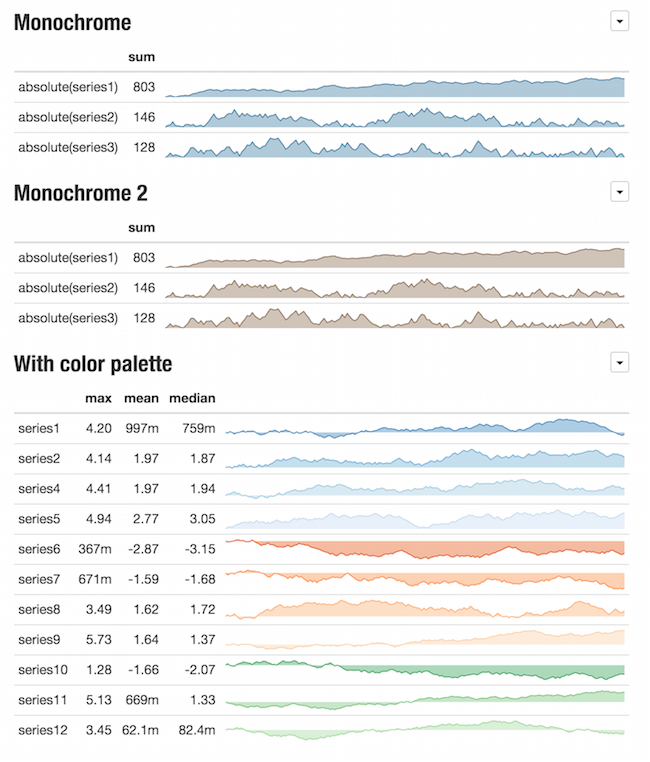 Monochrome
sum
absolute(series1) 803
absolute(series2) 146
absolute(series3) 128
Monochrome 2
sum
absolute(series1) 803
absolute(series2) 146
absolute(series3) 128
With color palette
max mean median
series1 4.20 997m 759m
series2 4.14 1.97 1.87
series4 4.41 1.97 1.94
series5 4.94 2.77 3.05
series6 367m -2.87 -3.15
series7 671m -1.59 -1.68
series8 3.49 1.62 1.72
series9 5.73 1.64 1.37
series10 1.28 -1.66 -2.07
series11 5.13 669m 1.33
series12 3.45 62.1m 82.4m